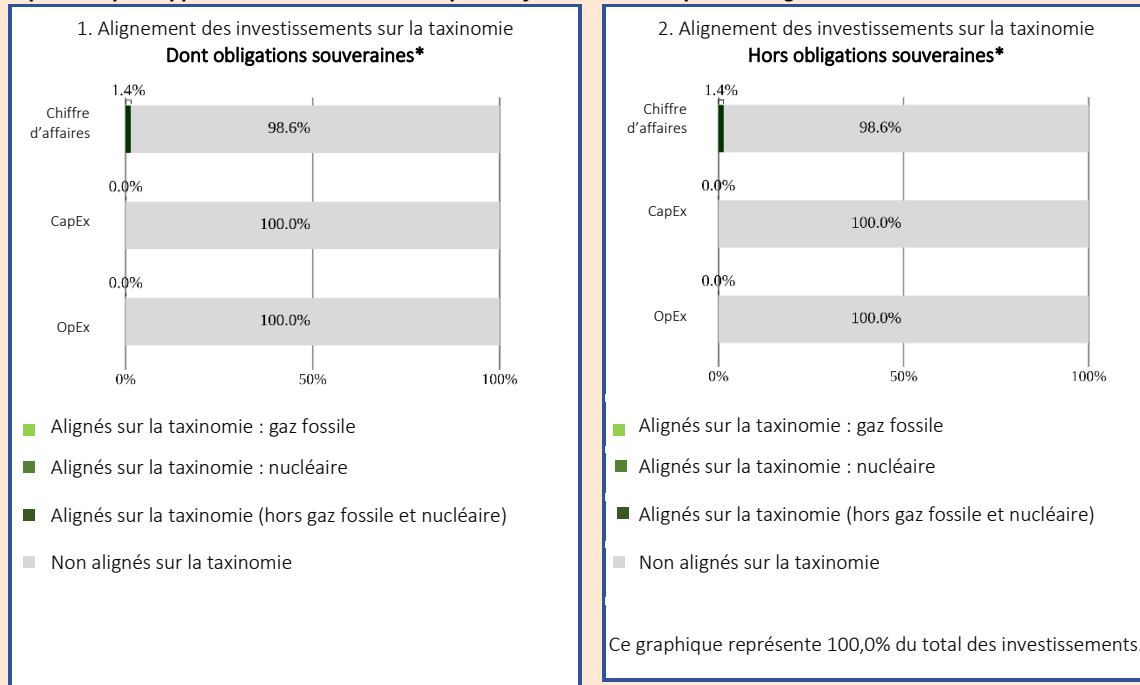 1. Alignement des investissements sur la taxinomie
Dont obligations souveraines*
1.4%
Chiffre
d'affaires
98.6%
0.0%
CapEx
100.0%
0.0%
OpEx
100.0%
0%
50%
100%
Alignés sur la taxinomie : gaz fossile
Alignés sur la taxinomie : nucléaire
Alignés sur la taxinomie (hors gaz fossile et nucléaire)
Non alignés sur la taxinomie
2. Alignement des investissements sur la taxinomie
Hors obligations souveraines*
1.4%
Chiffre
d'affaires
98.6%
0.0%
CapEx
100.0%
0.0%
OpEx
100.0%
0%
50%
100%
Alignés sur la taxinomie : gaz fossile
Alignés sur la taxinomie : nucléaire
Alignés sur la taxinomie (hors gaz fossile et nucléaire)
Non alignés sur la taxinomie
Ce graphique représente 100,0% du total des investissements.